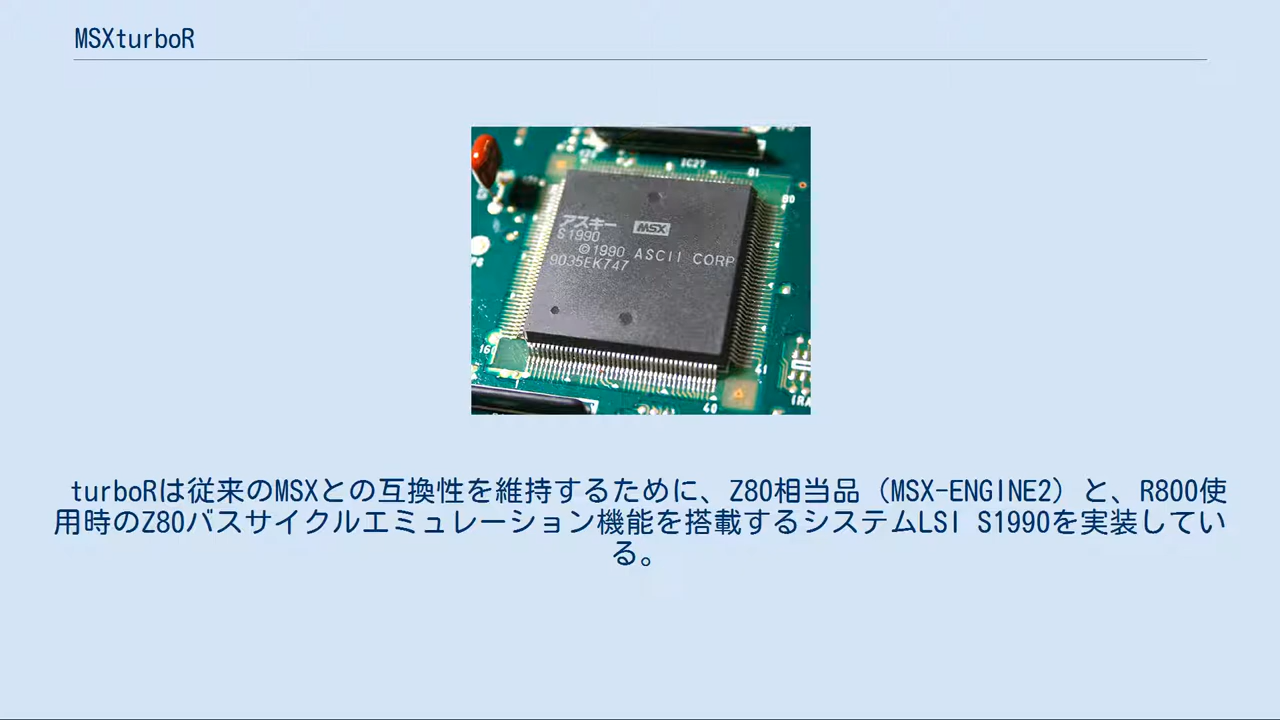 MSXturboR
IC27
81
80
アスキー MSX
S1990
©1990 ASCII CORP
9035EK747
41
40
turboRは従来のMSXとの互換性を維持するために、Z80相当品（MSX-ENGINE2）と、R800使
用時のZ80バスサイクルエミュレーション機能を搭載するシステムLSI S1990を実装してい
る。